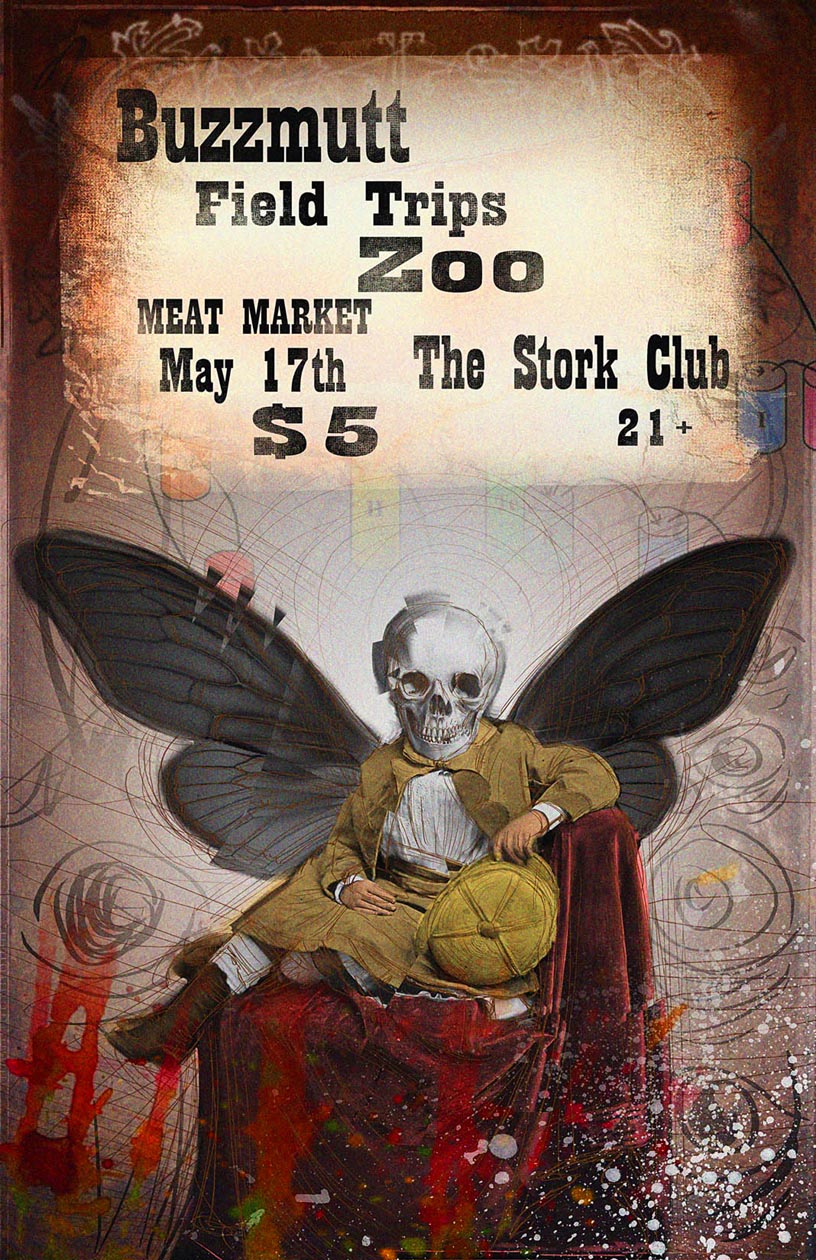 Buzzmutt
Field Trips
Zoo
MEAT MARKET
May 17th
The Stork Club
$5
21+